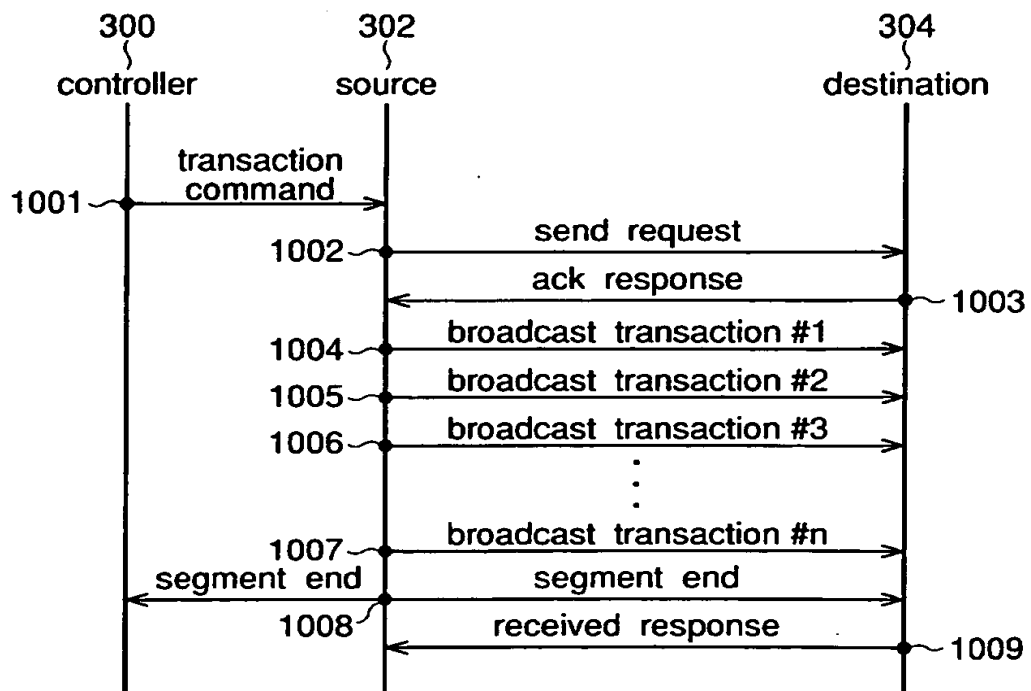 300 302 304
controller source destination
transaction
command
1001
send request
1002
ack response
1003
broadcast transaction #1
1004
broadcast transaction #2
1005
broadcast transaction #3
1006
broadcast transaction #n
1007
segment end segment end
1008
received response
1009